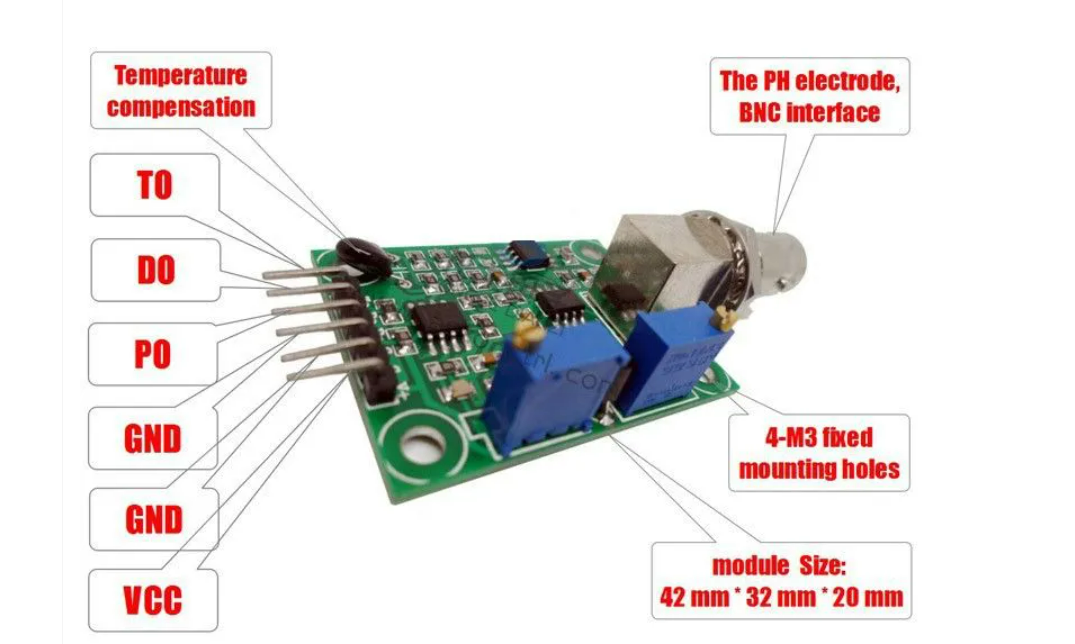 Temperature
compensation
The PH electrode,
BNC interface
TO
DO
PO
GND
GND
VCC
4-M3 fixed
mounting holes
module Size:
42 mm * 32 mm * 20 mm